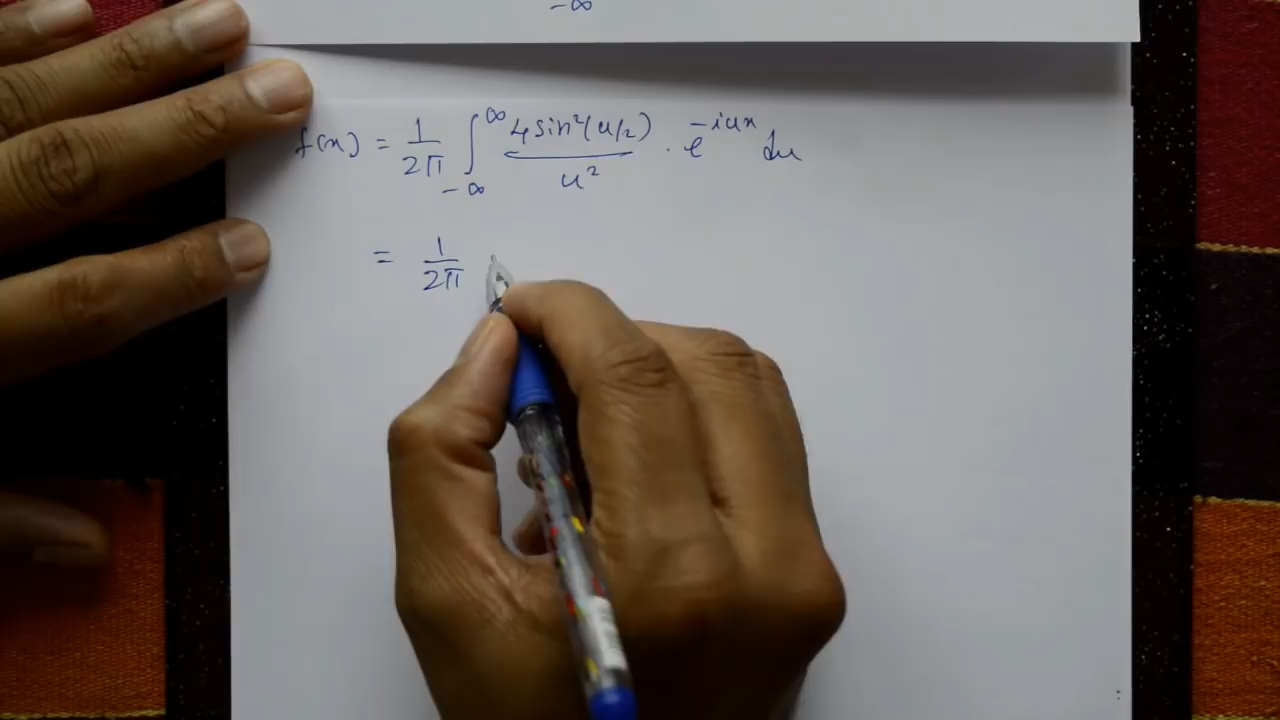 -∞
f(x) = 1/2π ∫_{-∞}^{∞} 4 sin²(u/2)/u² · e^{-iux} du
= 1/2π